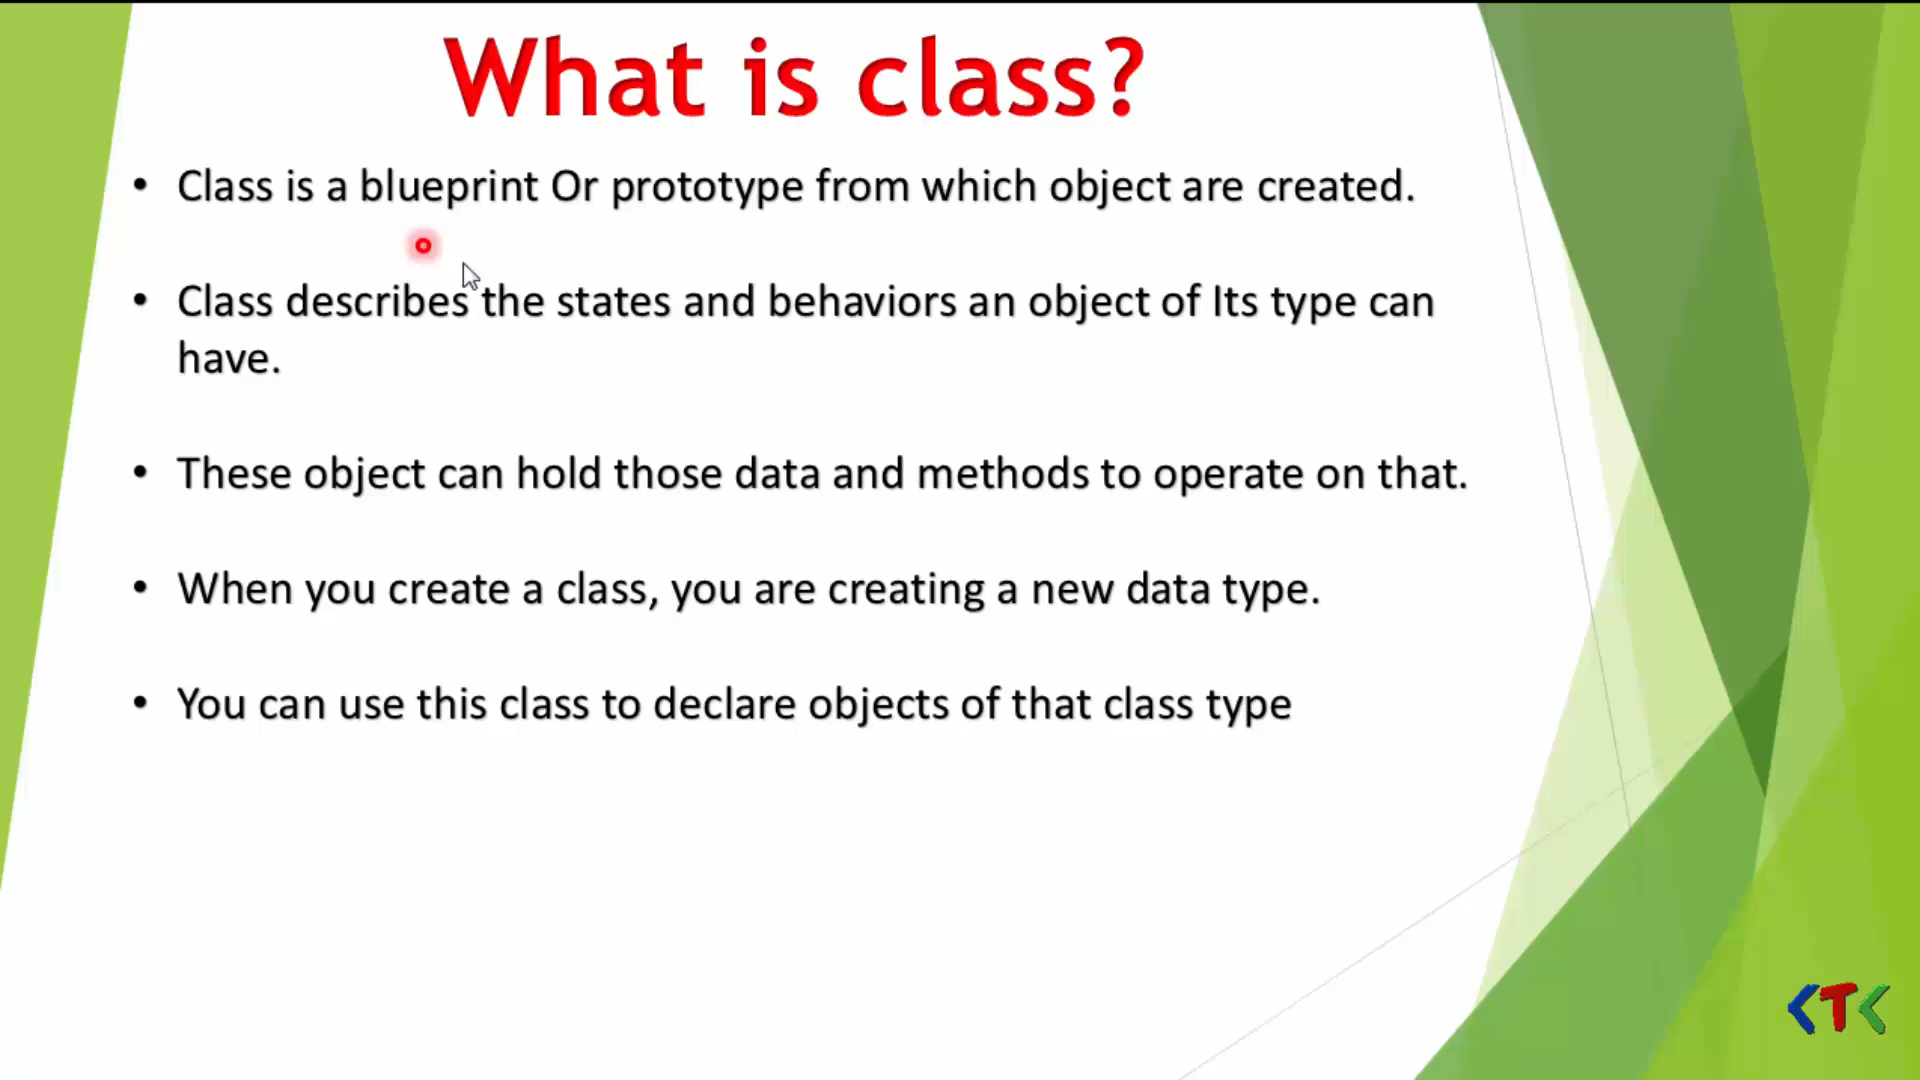 What is class?
• Class is a blueprint Or prototype from which object are created.
• Class describes the states and behaviors an object of Its type can
have.
• These object can hold those data and methods to operate on that.
• When you create a class, you are creating a new data type.
• You can use this class to declare objects of that class type
CTC